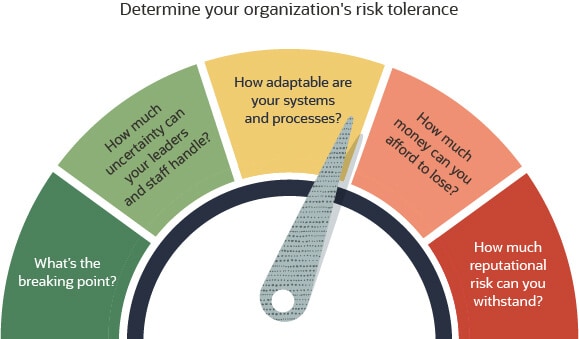 Determine your organization's risk tolerance
What's the
breaking point?
How much
uncertainty can
your leaders
and staff handle?
How adaptable are
your systems
and processes?
How much
money can you
afford to lose?
How much
reputational
risk can you
withstand?